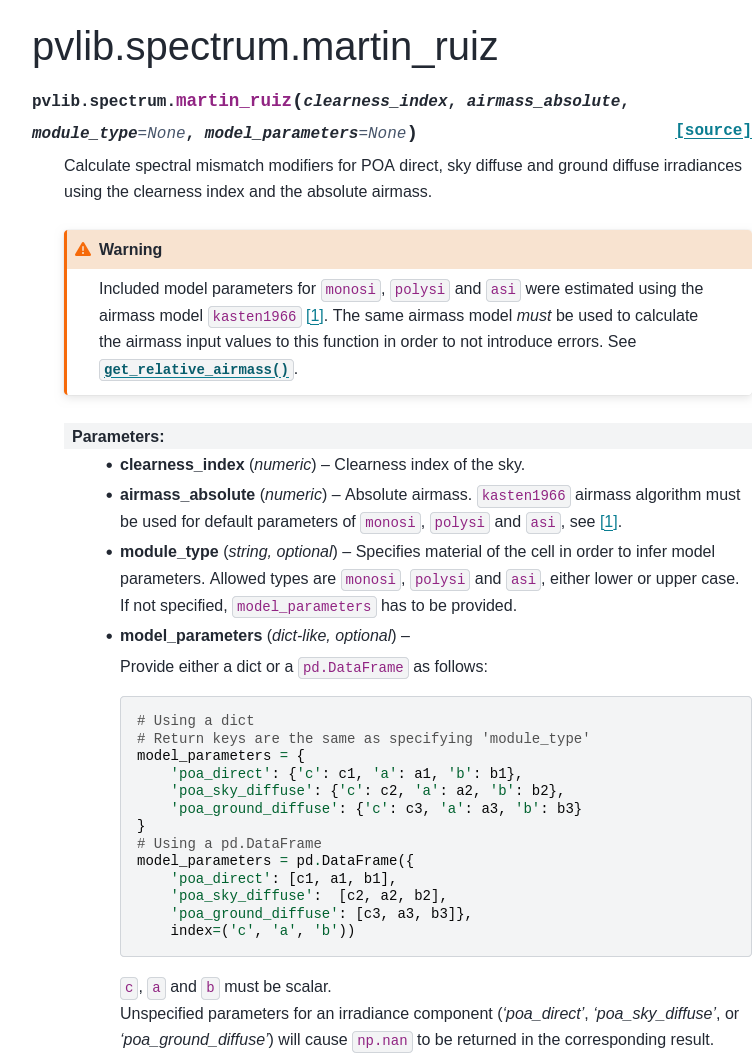 pvlib.spectrum.martin_ruiz
pvlib.spectrum.martin_ruiz(clearness_index, airmass_absolute,
module_type=None, model_parameters=None) [source]
Calculate spectral mismatch modifiers for POA direct, sky diffuse and ground diffuse irradiances
using the clearness index and the absolute airmass.
Warning
Included model parameters for monosi, polysi and asi were estimated using the
airmass model kasten1966 [1]. The same airmass model must be used to calculate
the airmass input values to this function in order to not introduce errors. See
get_relative_airmass().
Parameters:
• clearness_index (numeric) – Clearness index of the sky.
• airmass_absolute (numeric) – Absolute airmass. kasten1966 airmass algorithm must
be used for default parameters of monosi, polysi and asi, see [1].
• module_type (string, optional) – Specifies material of the cell in order to infer model
parameters. Allowed types are monosi, polysi and asi, either lower or upper case.
If not specified, model_parameters has to be provided.
• model_parameters (dict-like, optional) –
Provide either a dict or a pd.DataFrame as follows:
# Using a dict
# Return keys are the same as specifying 'module_type'
model_parameters = {
    'poa_direct': {'c': c1, 'a': a1, 'b': b1},
    'poa_sky_diffuse': {'c': c2, 'a': a2, 'b': b2},
    'poa_ground_diffuse': {'c': c3, 'a': a3, 'b': b3}
}
# Using a pd.DataFrame
model_parameters = pd.DataFrame({
    'poa_direct': [c1, a1, b1],
    'poa_sky_diffuse':  [c2, a2, b2],
    'poa_ground_diffuse': [c3, a3, b3]},
    index=('c', 'a', 'b'))
c, a and b must be scalar.
Unspecified parameters for an irradiance component (‘poa_direct’, ‘poa_sky_diffuse’, or
‘poa_ground_diffuse’) will cause np.nan to be returned in the corresponding result.